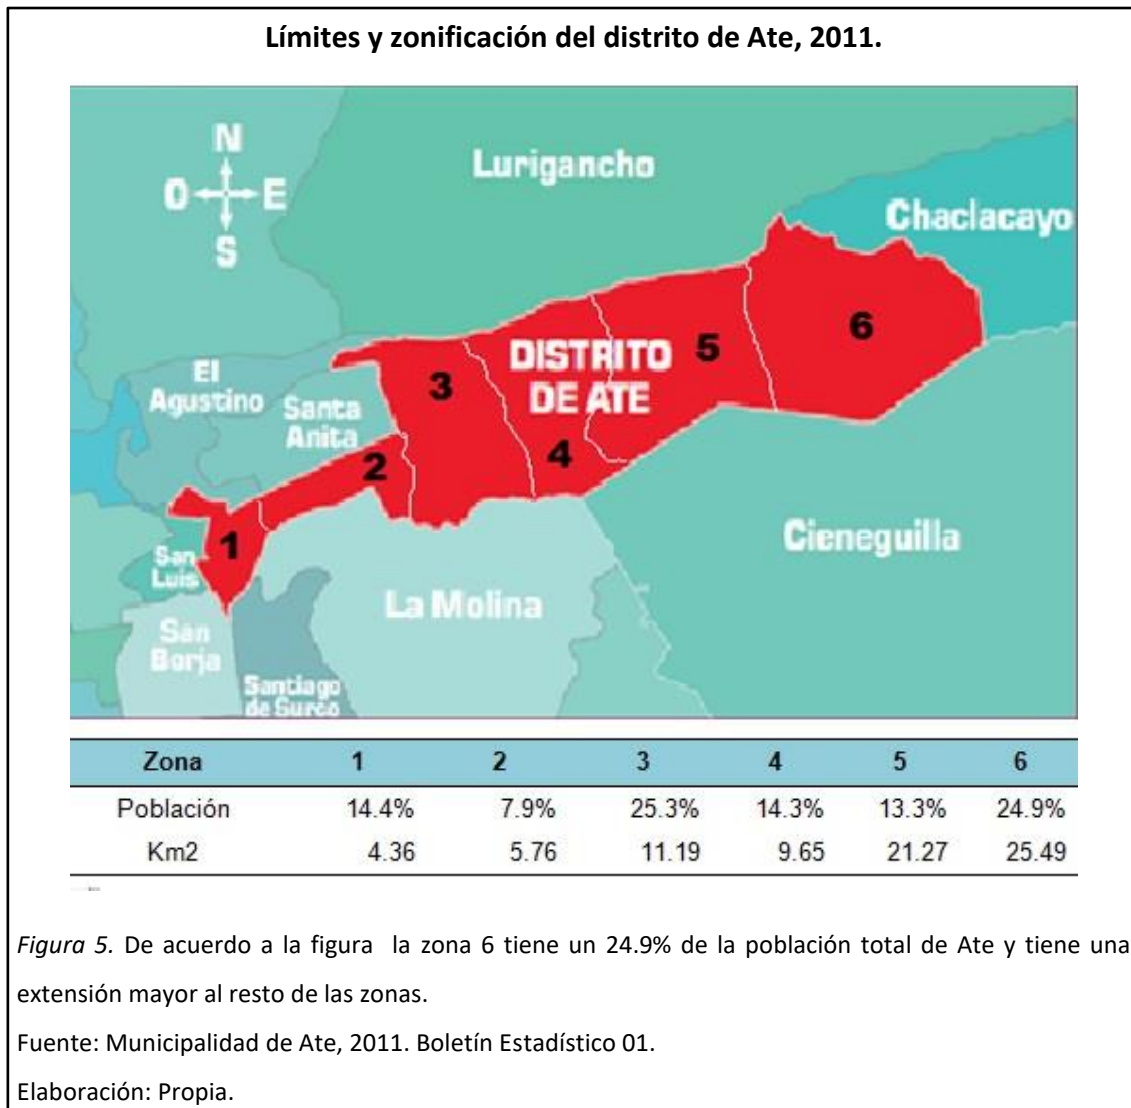 Límites y zonificación del distrito de Ate, 2011.
N
O E
S
Lurigancho
Chaclacayo
6
5
DISTRITO
DE ATE
3
El
Agustino
Santa
Anita
4
2
Cieneguilla
1
San
Luis
La Molina
San
Borja
Santiago
de Surco
Zona 1 2 3 4 5 6
Población 14.4% 7.9% 25.3% 14.3% 13.3% 24.9%
Km2 4.36 5.76 11.19 9.65 21.27 25.49
Figura 5. De acuerdo a la figura la zona 6 tiene un 24.9% de la población total de Ate y tiene una
extensión mayor al resto de las zonas.
Fuente: Municipalidad de Ate, 2011. Boletín Estadístico 01.
Elaboración: Propia.